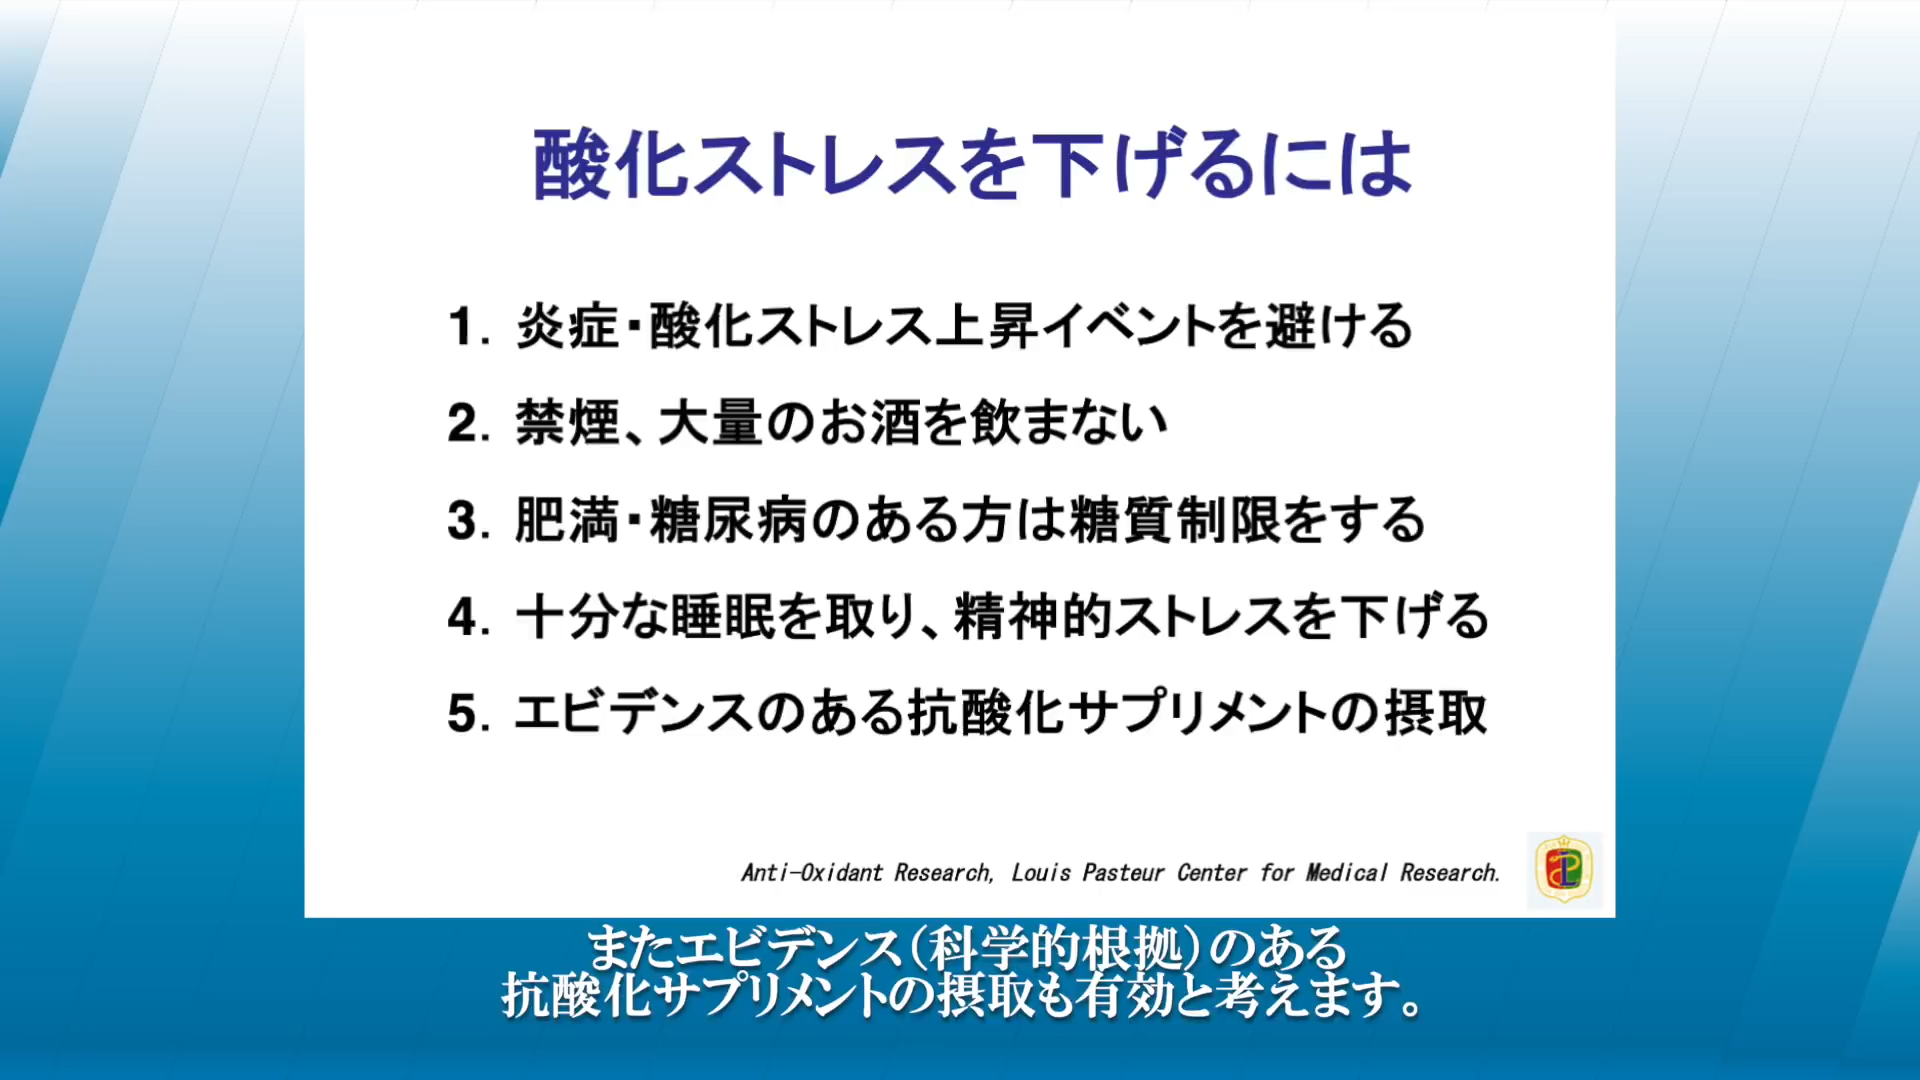 酸化ストレスを下げるには
1. 炎症・酸化ストレス上昇イベントを避ける
2. 禁煙、大量のお酒を飲まない
3. 肥満・糖尿病のある方は糖質制限をする
4. 十分な睡眠を取り、精神的ストレスを下げる
5. エビデンスのある抗酸化サプリメントの摂取
Anti-Oxidant Research, Louis Pasteur Center for Medical Research.
またエビデンス(科学的根拠)のある
抗酸化サプリメントの摂取も有効と考えます。